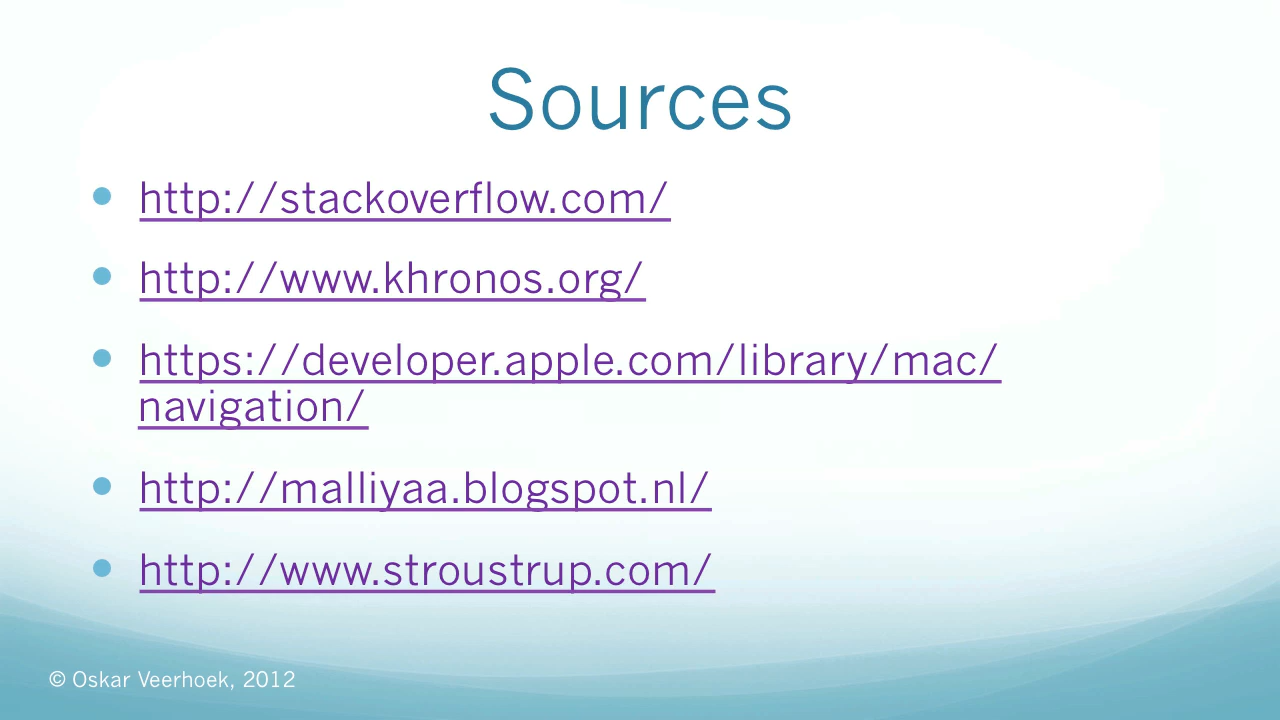 Sources
http://stackoverflow.com/
http://www.khronos.org/
https://developer.apple.com/library/mac/
navigation/
http://malliyaa.blogspot.nl/
http://www.stroustrup.com/
© Oskar Veerhoek, 2012